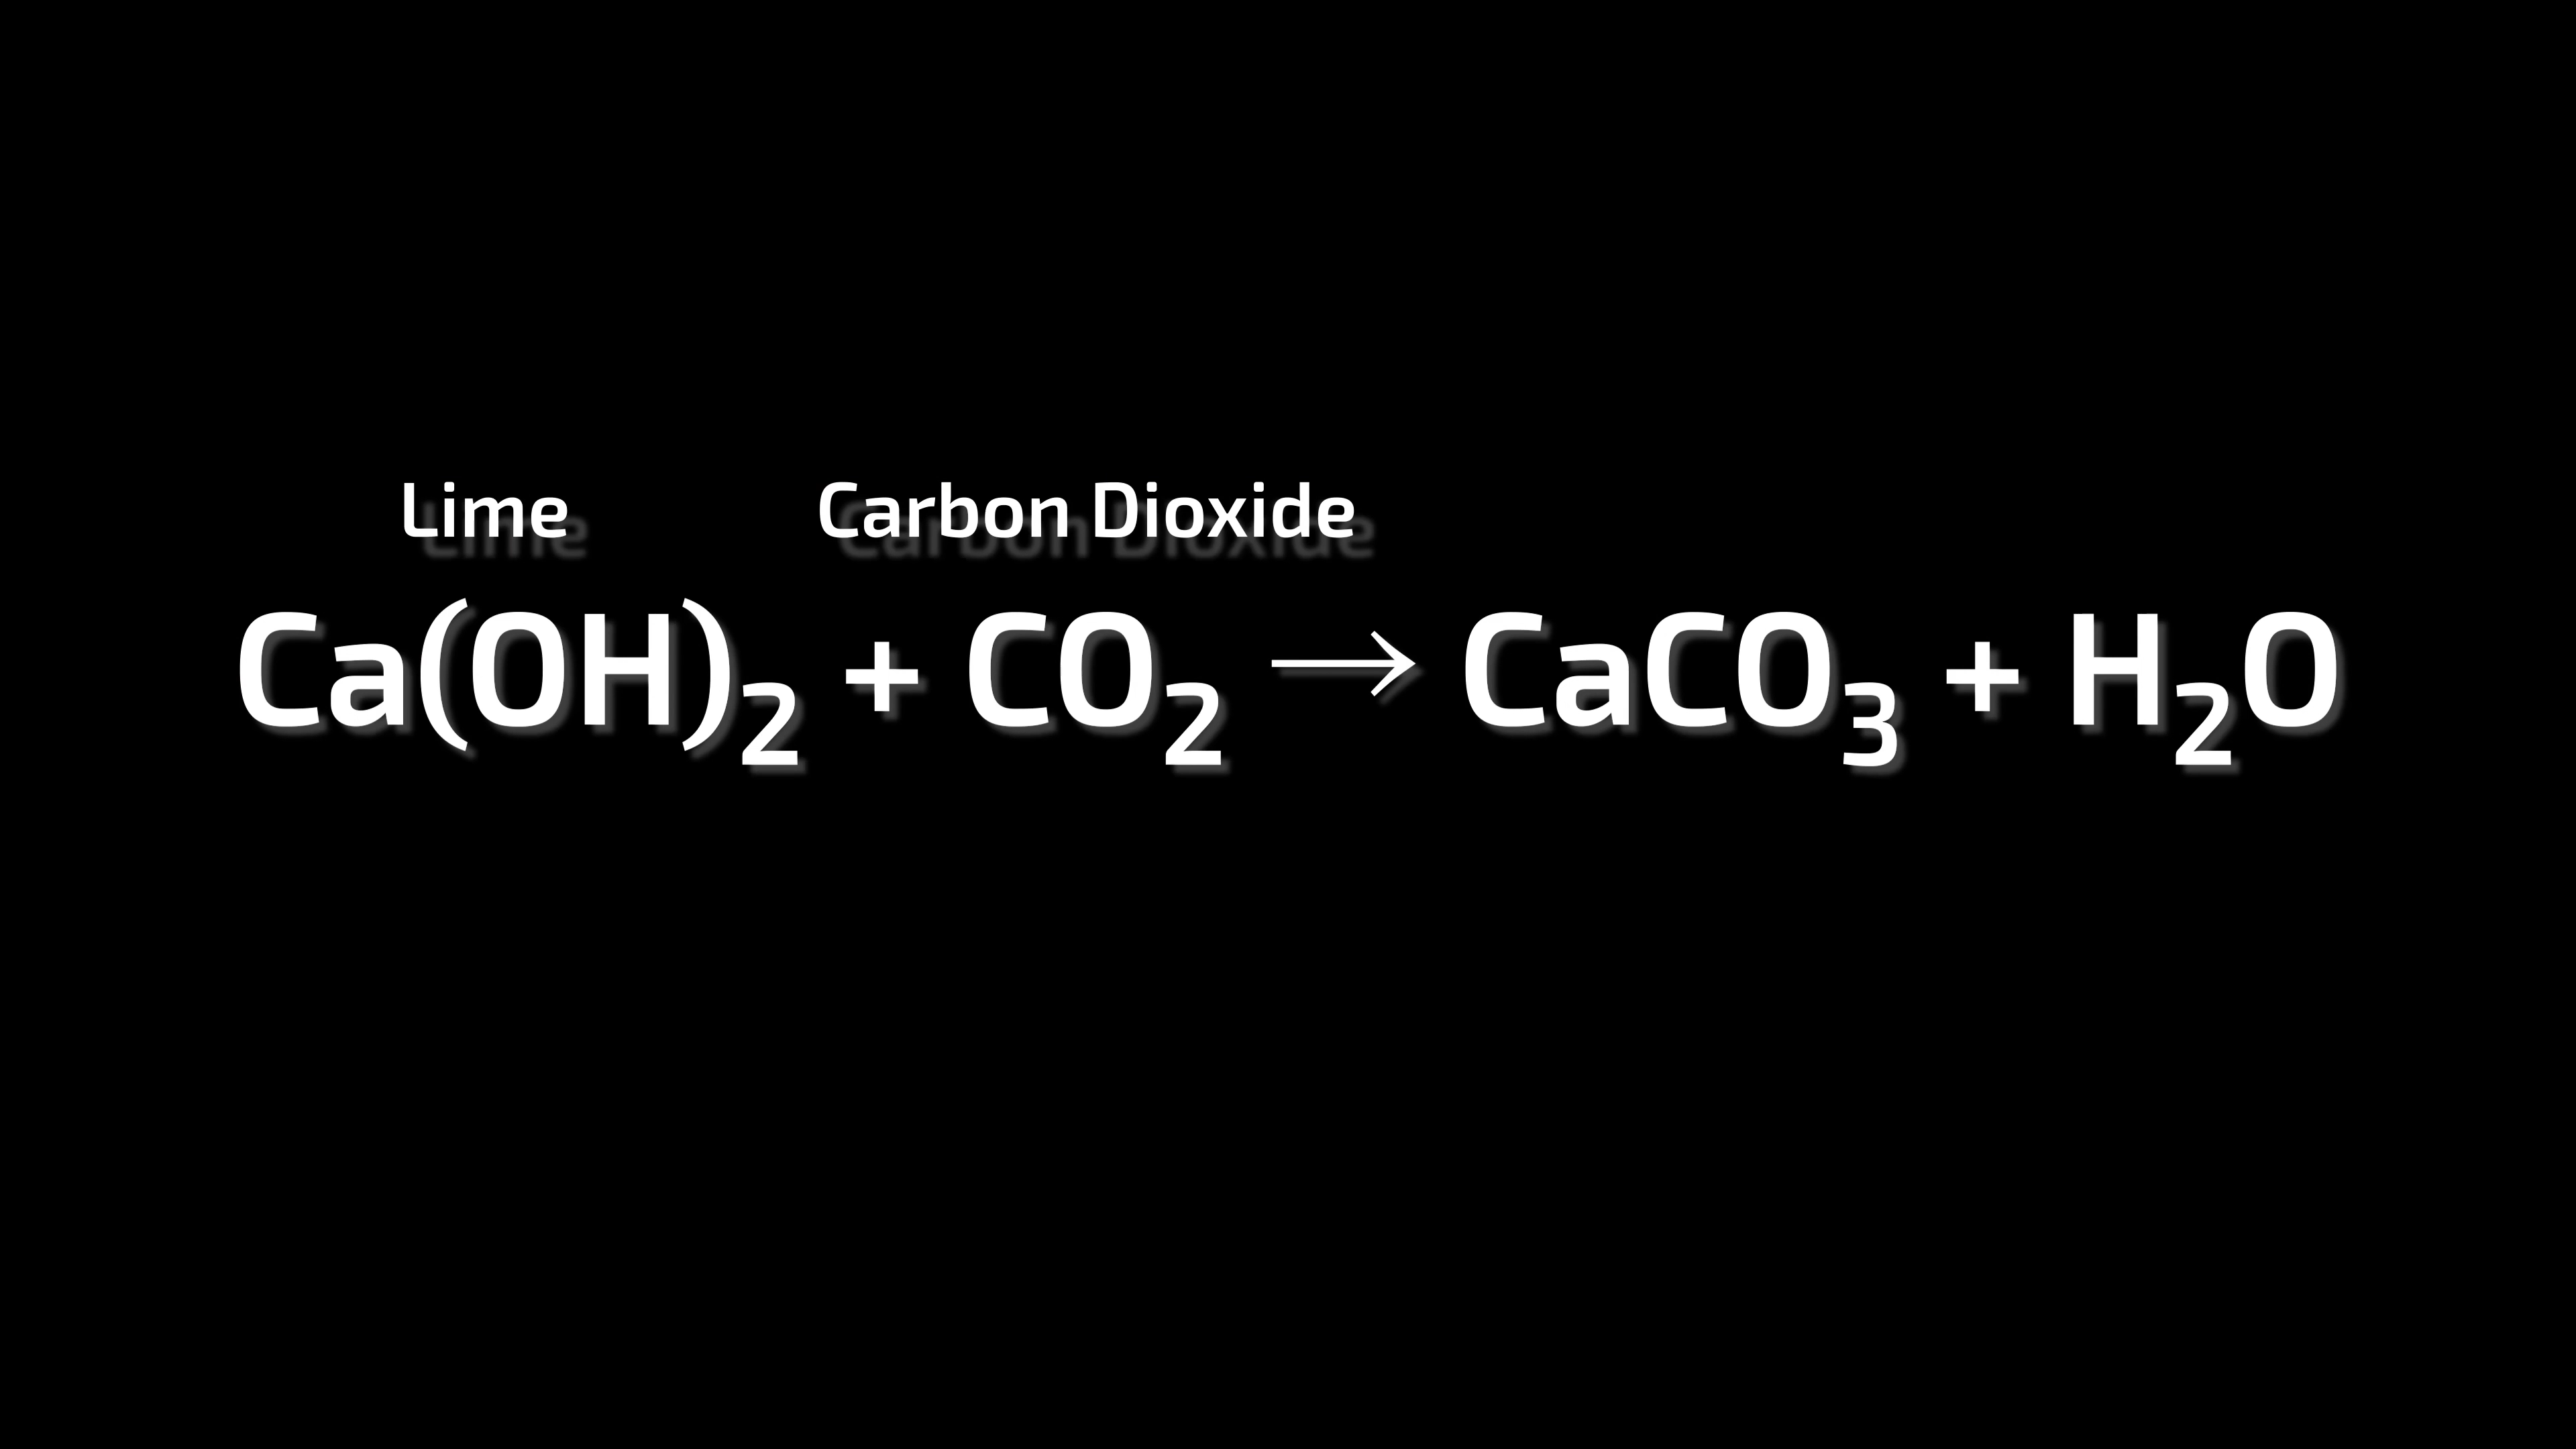 Lime Carbon Dioxide
Ca(OH)₂ + CO₂ → CaCO₃ + H₂O